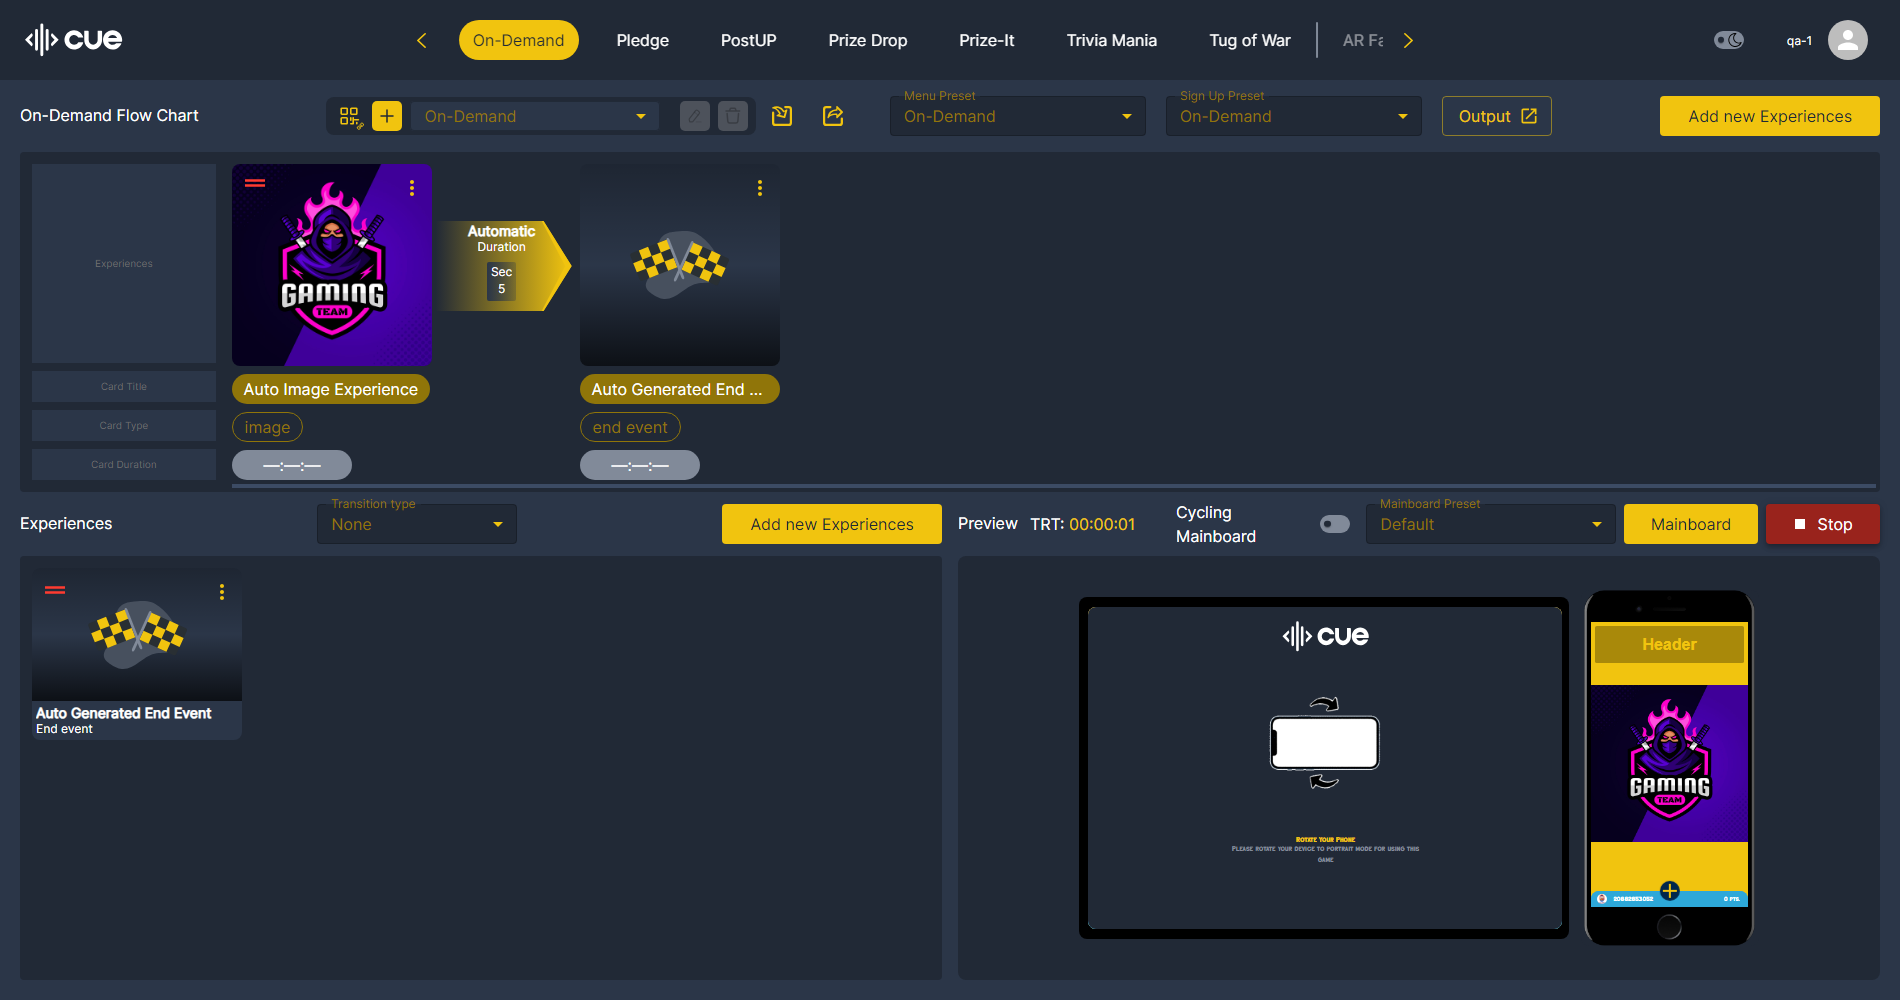 cue
On-Demand
Pledge
PostUP
Prize Drop
Prize-It
Trivia Mania
Tug of War
AR Fa
qa-1
On-Demand Flow Chart
On-Demand
Menu Preset
On-Demand
Sign Up Preset
On-Demand
Output
Add new Experiences
Experiences
GAMING
TEAM
Automatic
Duration
Sec
5
Card Title
Auto Image Experience
Auto Generated End ...
Card Type
image
end event
Card Duration
—:—:—
—:—:—
Experiences
Transition type
None
Add new Experiences
Preview
TRT: 00:00:01
Cycling
Mainboard
Mainboard Preset
Default
Mainboard
Stop
Auto Generated End Event
End event
cue
Rotate Your Phone
Please rotate your device to portrait mode for using this
game
Header
GAMING
TEAM
0 PTS.